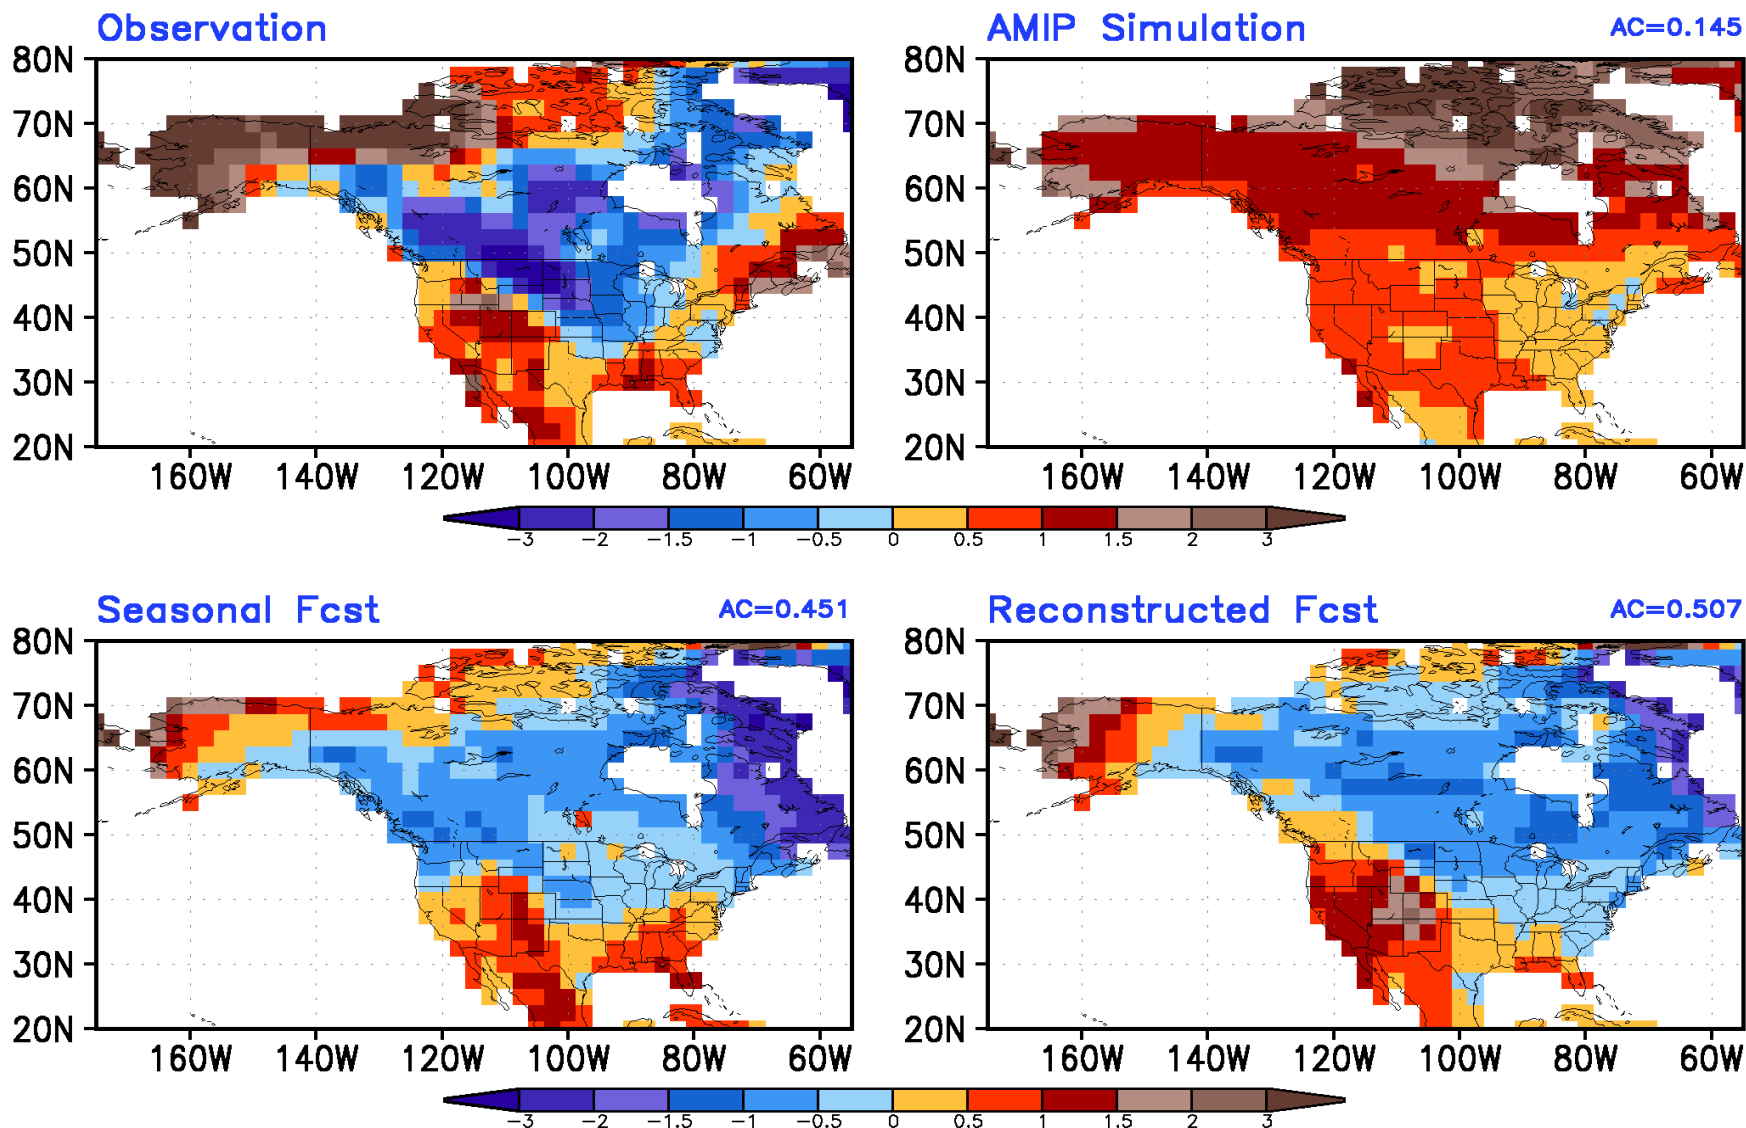 Observation
AMIP Simulation AC=0.145
80N 80N
70N 70N
60N 60N
50N 50N
40N 40N
30N 30N
20N 20N
160W 140W 120W 100W 80W 60W 160W 140W 120W 100W 80W 60W
-3 -2 -1.5 -1 -0.5 0 0.5 1 1.5 2 3
Seasonal Fcst AC=0.451
Reconstructed Fcst AC=0.507
80N 80N
70N 70N
60N 60N
50N 50N
40N 40N
30N 30N
20N 20N
160W 140W 120W 100W 80W 60W 160W 140W 120W 100W 80W 60W
-3 -2 -1.5 -1 -0.5 0 0.5 1 1.5 2 3